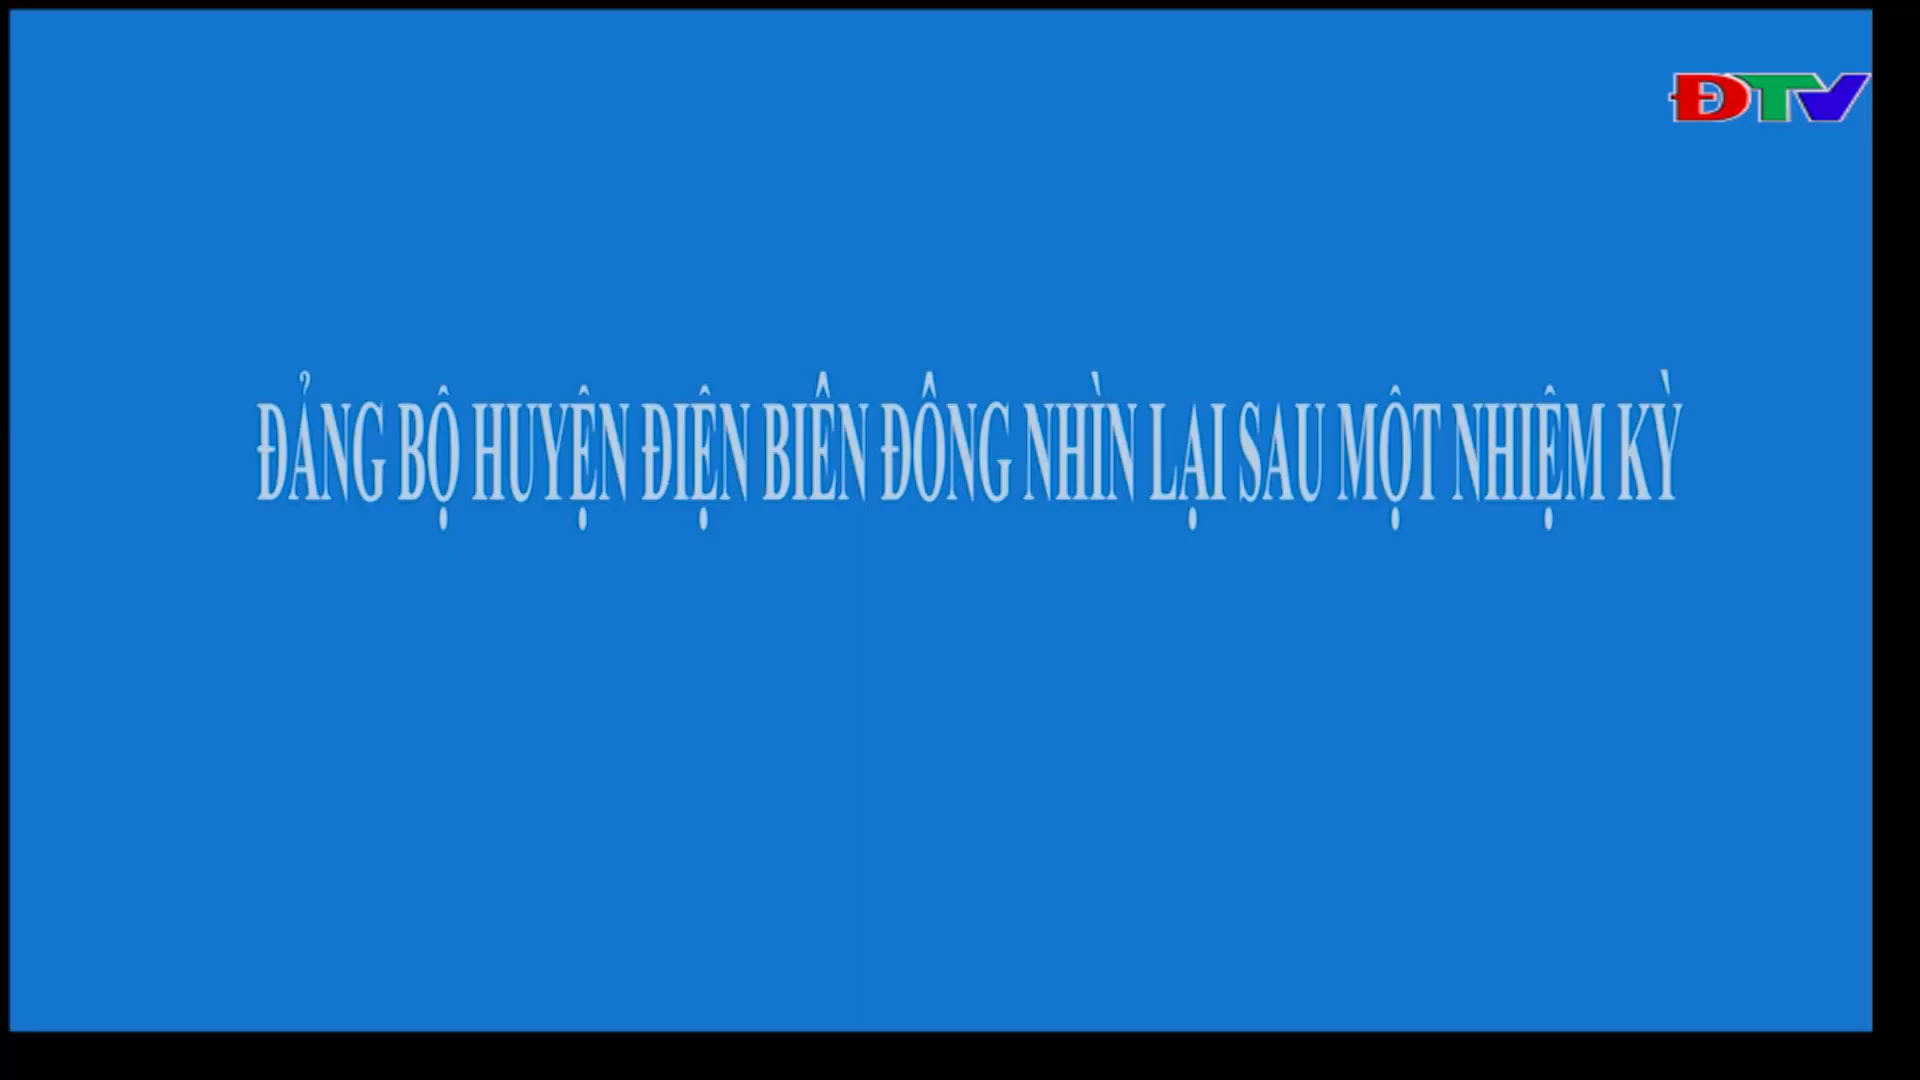 ĐTV
ĐẢNG BỘ HUYỆN ĐIỆN BIÊN ĐÔNG NHÌN LẠI SAU MỘT NHIỆM KỲ